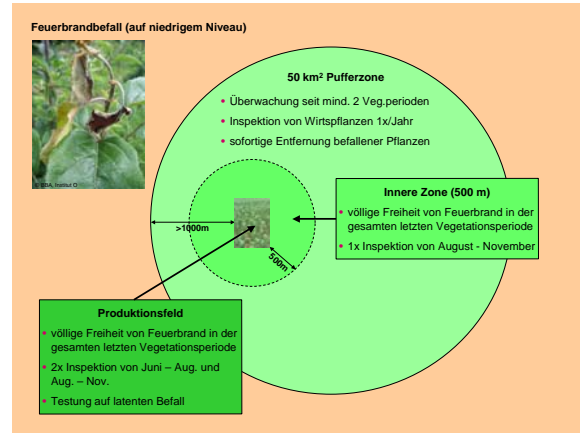 Feuerbrandbefall (auf niedrigem Niveau)
50 km² Pufferzone
• Überwachung seit mind. 2 Veg.perioden
• Inspektion von Wirtspflanzen 1x/Jahr
• sofortige Entfernung befallener Pflanzen
© BBA, Institut O
Innere Zone (500 m)
• völlige Freiheit von Feuerbrand in der
gesamten letzten Vegetationsperiode
• 1x Inspektion von August - November
>1000m
500m
Produktionsfeld
• völlige Freiheit von Feuerbrand in der
gesamten letzten Vegetationsperiode
• 2x Inspektion von Juni – Aug. und
Aug. – Nov.
• Testung auf latenten Befall